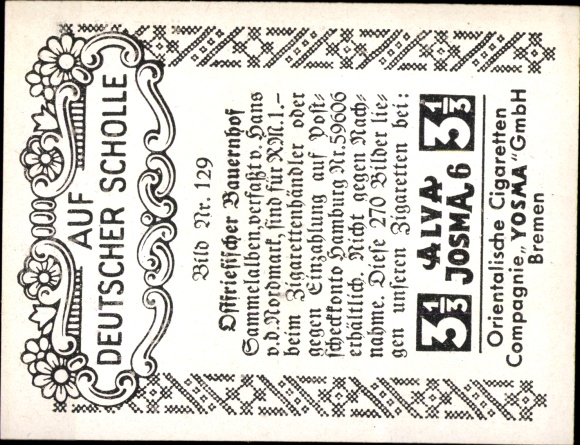 AUF
DEUTSCHER SCHOLLE
Bild Nr. 129
Ostfriesischer Bauernhof
Sammelalben, verfaßt v. Hans
v. d. Nordmark, sind für RM. 1.–
beim Zigarettenhändler oder
gegen Einzahlung auf Post-
scheckkonto Hamburg Nr. 59606
erhältlich. Nicht gegen Nach-
nahme. Diese 270 Bilder lie-
gen unseren Zigaretten bei:
3 1/3 ALVA 3 1/3
JOSMA 6
Orientalische Cigaretten
Compagnie „YOSMA" GmbH
Bremen